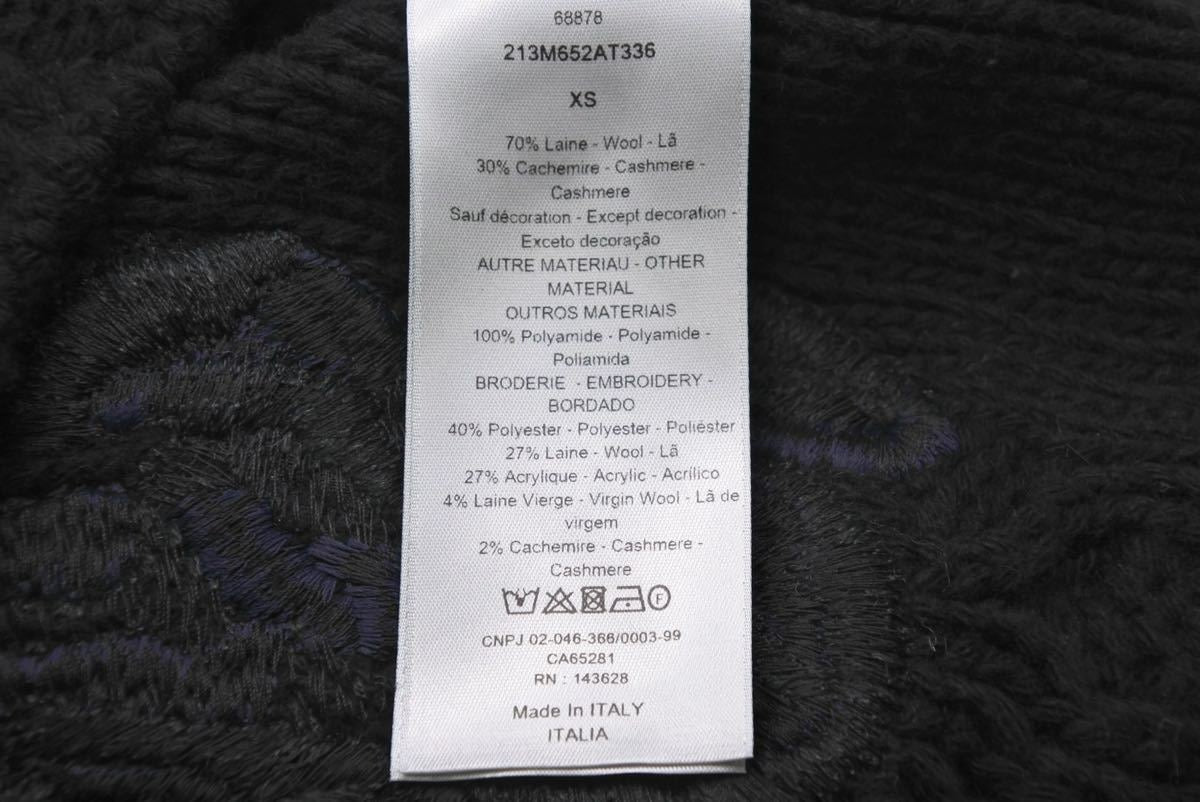 68878
213M652AT336
XS
70% Laine - Wool - Lã
30% Cachemire - Cashmere -
Cashmere
Sauf décoration - Except decoration -
Exceto decoração
AUTRE MATERIAU - OTHER
MATERIAL
OUTROS MATERIAIS
100% Polyamide - Polyamide -
Poliamida
BRODERIE - EMBROIDERY -
BORDADO
40% Polyester - Polyester - Poliéster
27% Laine - Wool - Lã
27% Acrylique - Acrylic - Acrílico
4% Laine Vierge - Virgin Wool - Lã de
virgem
2% Cachemire - Cashmere -
Cashmere
F
CNPJ 02-046-366/0003-99
CA65281
RN : 143628
Made In ITALY
ITALIA